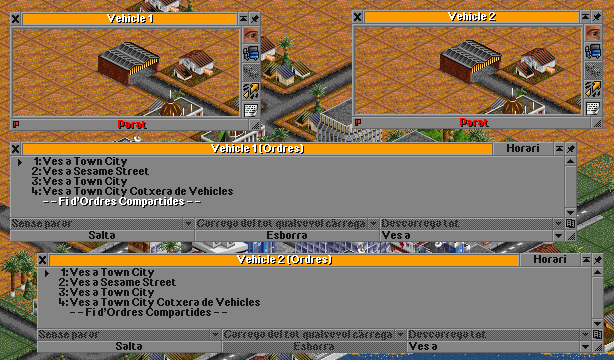 Vehicle 1
Vehicle 2
Parat
Parat
Vehicle 1 (Ordres)
Horari
1: Ves a Town City
2: Ves a Sesame Street
3: Ves a Town City
4: Ves a Town City Cotxera de Vehicles
- - Fi d'Ordres Compartides - -
Sense parar
Carrega del tot qualsevol càrrega
Descarrega tot
Salta
Esborra
Ves a
Vehicle 2 (Ordres)
Horari
1: Ves a Town City
2: Ves a Sesame Street
3: Ves a Town City
4: Ves a Town City Cotxera de Vehicles
- - Fi d'Ordres Compartides - -
Sense parar
Carrega del tot qualsevol càrrega
Descarrega tot
Salta
Esborra
Ves a